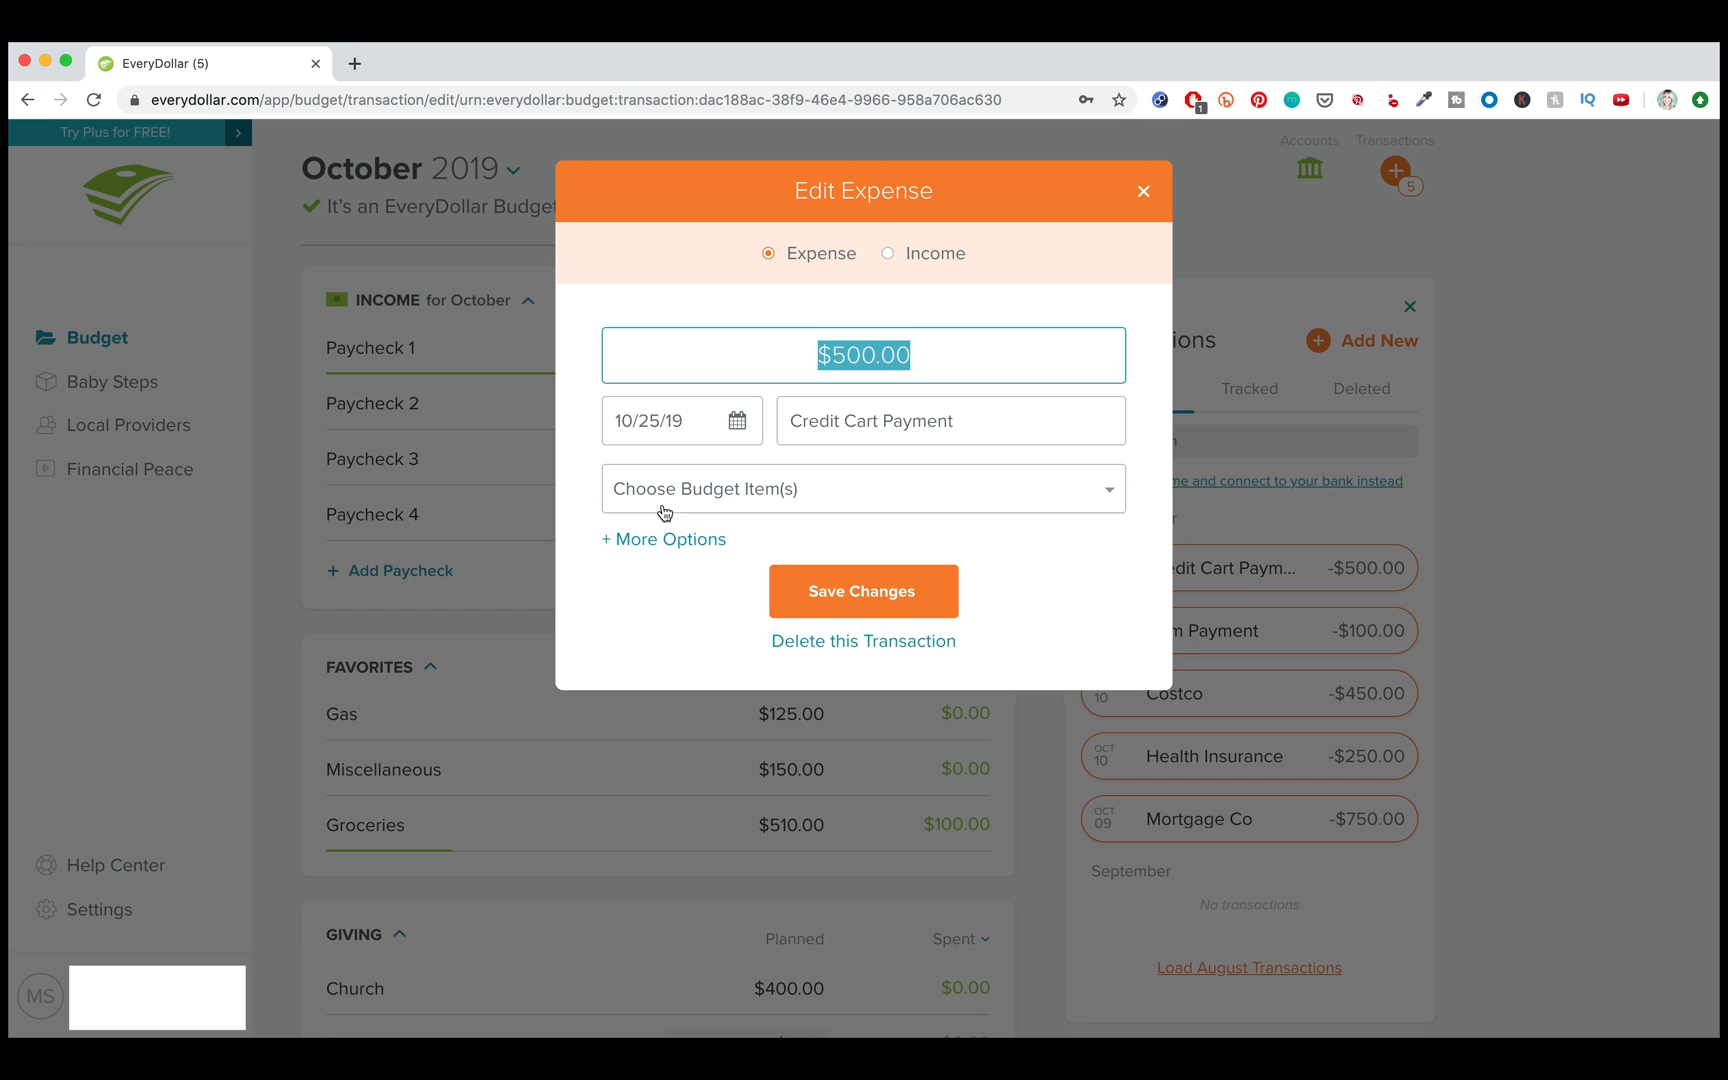 EveryDollar (5)
everydollar.com/app/budget/transaction/edit/urn:everydollar:budget:transaction:dac188ac-38f9-46e4-9966-958a706ac630
1
IQ
Try Plus for FREE!
Budget
Baby Steps
Local Providers
Financial Peace
Help Center
Settings
MS
October 2019
It's an EveryDollar Budget
INCOME for October
Paycheck 1
Paycheck 2
Paycheck 3
Paycheck 4
+ Add Paycheck
FAVORITES
Gas $125.00 $0.00
Miscellaneous $150.00 $0.00
Groceries $510.00 $100.00
GIVING Planned Spent
Church $400.00 $0.00
Edit Expense
Expense Income
$500.00
10/25/19 Credit Cart Payment
Choose Budget Item(s)
+ More Options
Save Changes
Delete this Transaction
Accounts Transactions
5
ions Add New
Tracked Deleted
me and connect to your bank instead
edit Cart Paym... -$500.00
m Payment -$100.00
10 Costco -$450.00
OCT 10 Health Insurance -$250.00
OCT 09 Mortgage Co -$750.00
September
No transactions
Load August Transactions